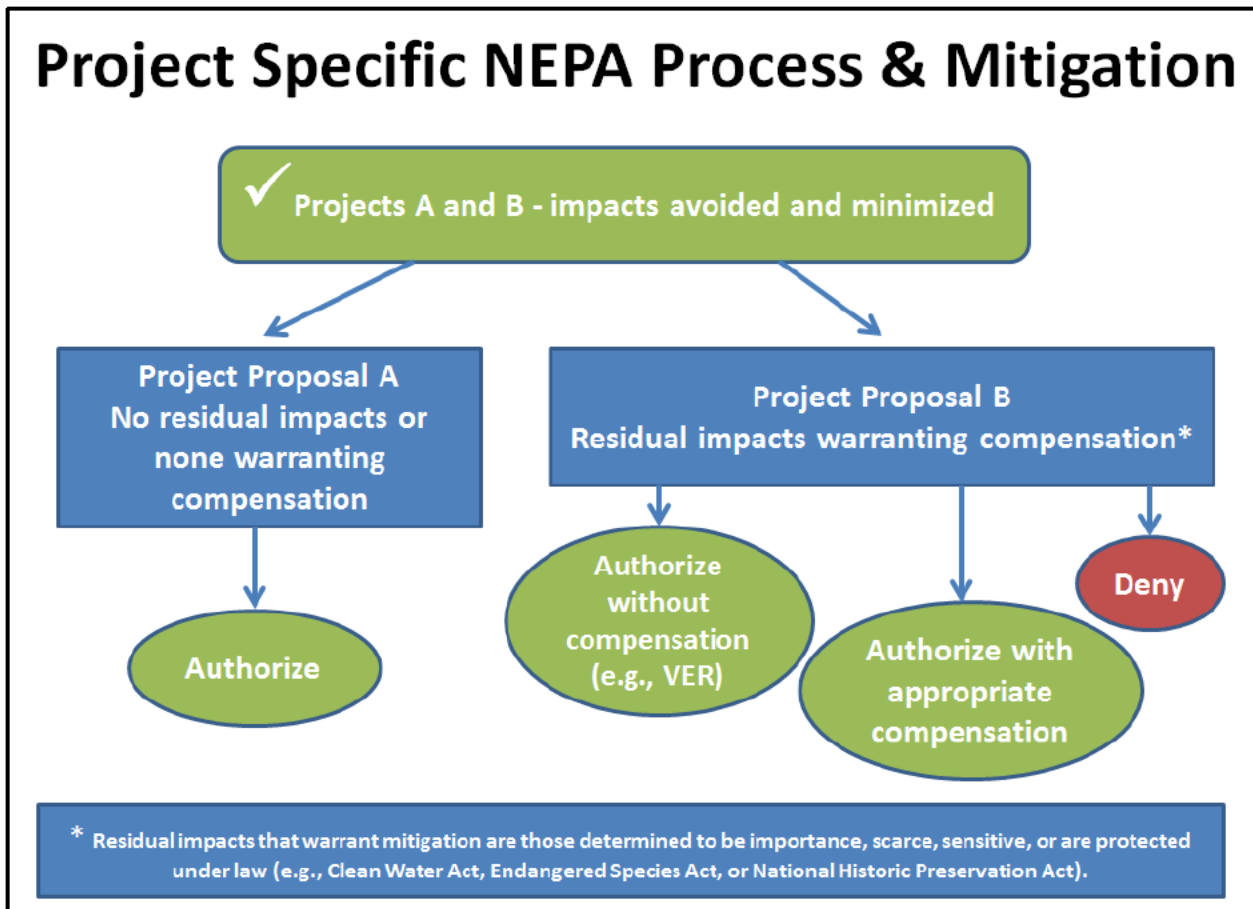 Project Specific NEPA Process & Mitigation
✓ Projects A and B - impacts avoided and minimized
Project Proposal A
No residual impacts or
none warranting
compensation
Project Proposal B
Residual impacts warranting compensation*
Authorize
Authorize
without
compensation
(e.g., VER)
Authorize with
appropriate
compensation
Deny
* Residual impacts that warrant mitigation are those determined to be importance, scarce, sensitive, or are protected
under law (e.g., Clean Water Act, Endangered Species Act, or National Historic Preservation Act).